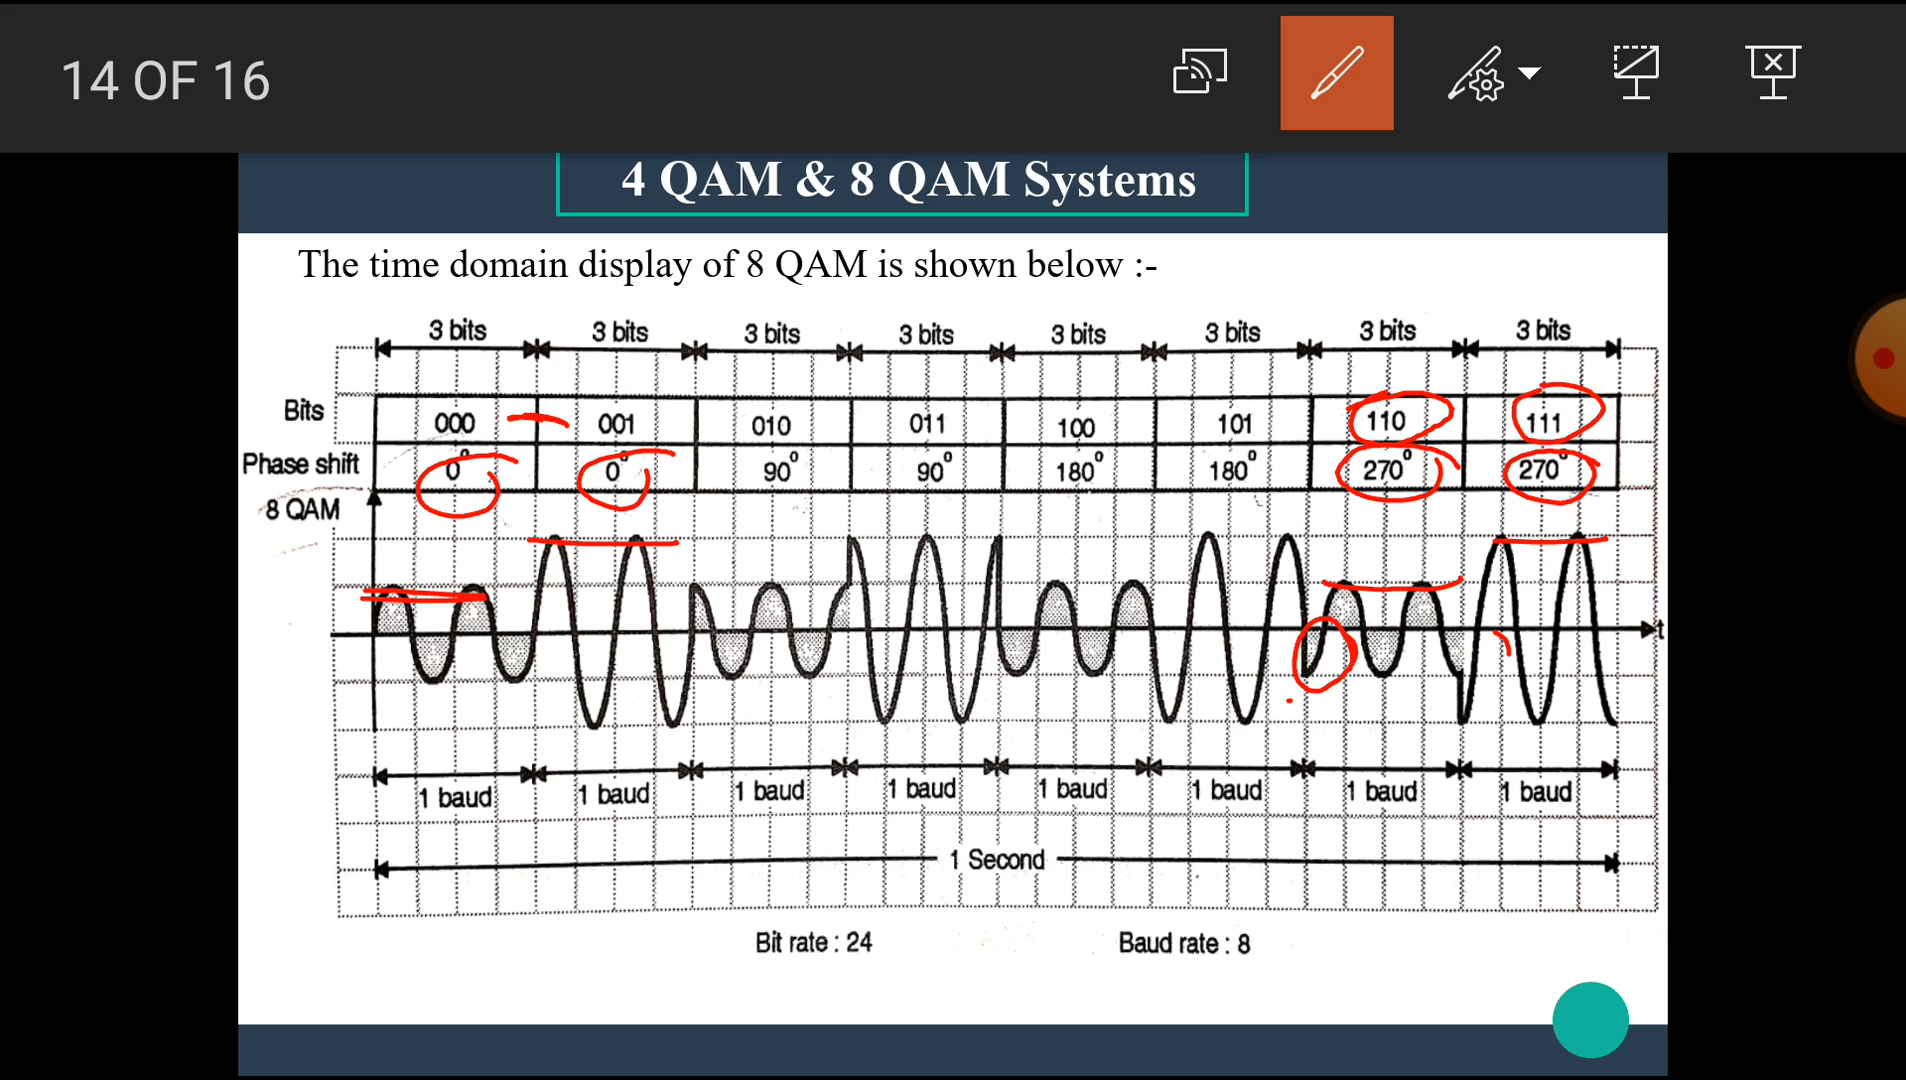 14 OF 16
4 QAM & 8 QAM Systems
The time domain display of 8 QAM is shown below :-
3 bits 3 bits 3 bits 3 bits 3 bits 3 bits 3 bits 3 bits
Bits 000 001 010 011 100 101 110 111
Phase shift 0° 0° 90° 90° 180° 180° 270° 270°
8 QAM
t
1 baud 1 baud 1 baud 1 baud 1 baud 1 baud 1 baud 1 baud
1 Second
Bit rate : 24 Baud rate : 8